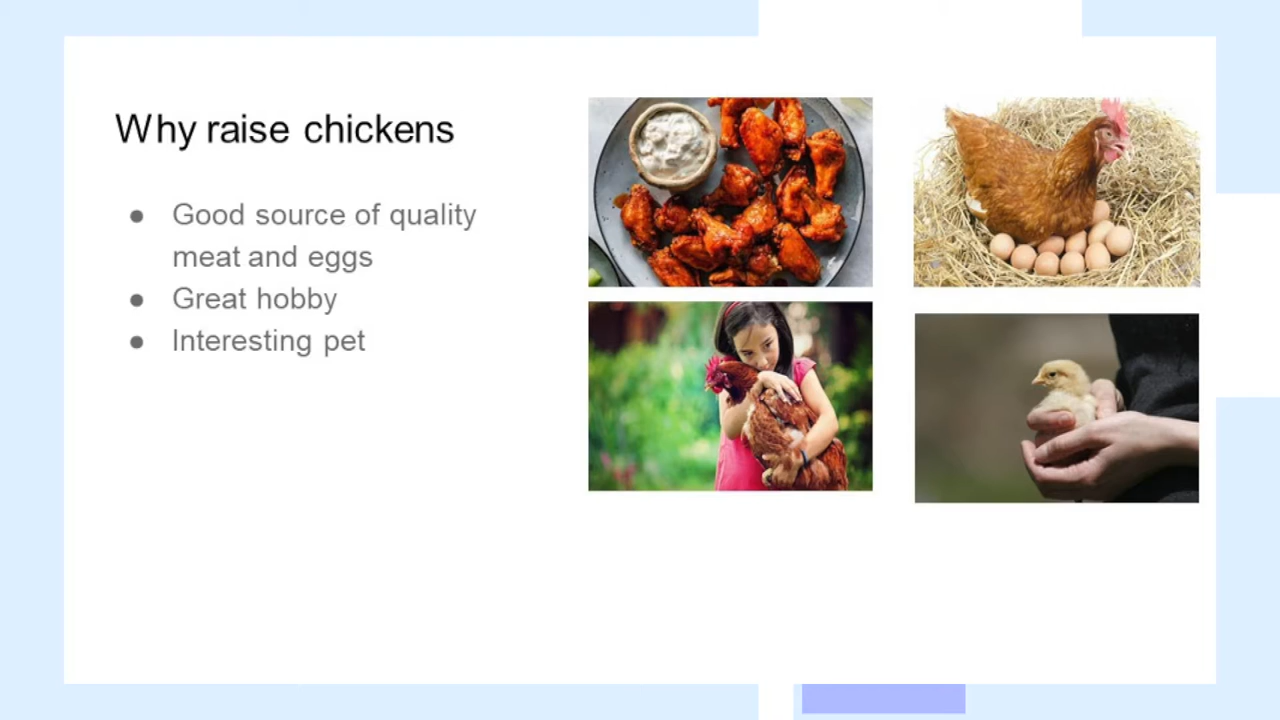 Why raise chickens
● Good source of quality
meat and eggs
● Great hobby
● Interesting pet